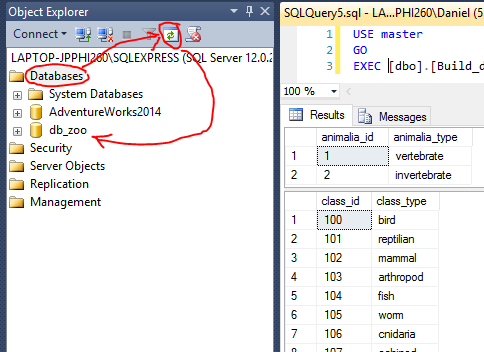 Object Explorer
Connect
LAPTOP-JPPHI260\SQLEXPRESS (SQL Server 12.0.2
Databases
System Databases
AdventureWorks2014
db_zoo
Security
Server Objects
Replication
Management
SQLQuery5.sql - LA...PHI260\Daniel (5
1 USE master
2 GO
3 EXEC [dbo].[Build_d
100 %
Results Messages
animalia_id animalia_type
1 1 vertebrate
2 2 invertebrate
class_id class_type
1 100 bird
2 101 reptilian
3 102 mammal
4 103 arthropod
5 104 fish
6 105 worm
7 106 cnidaria